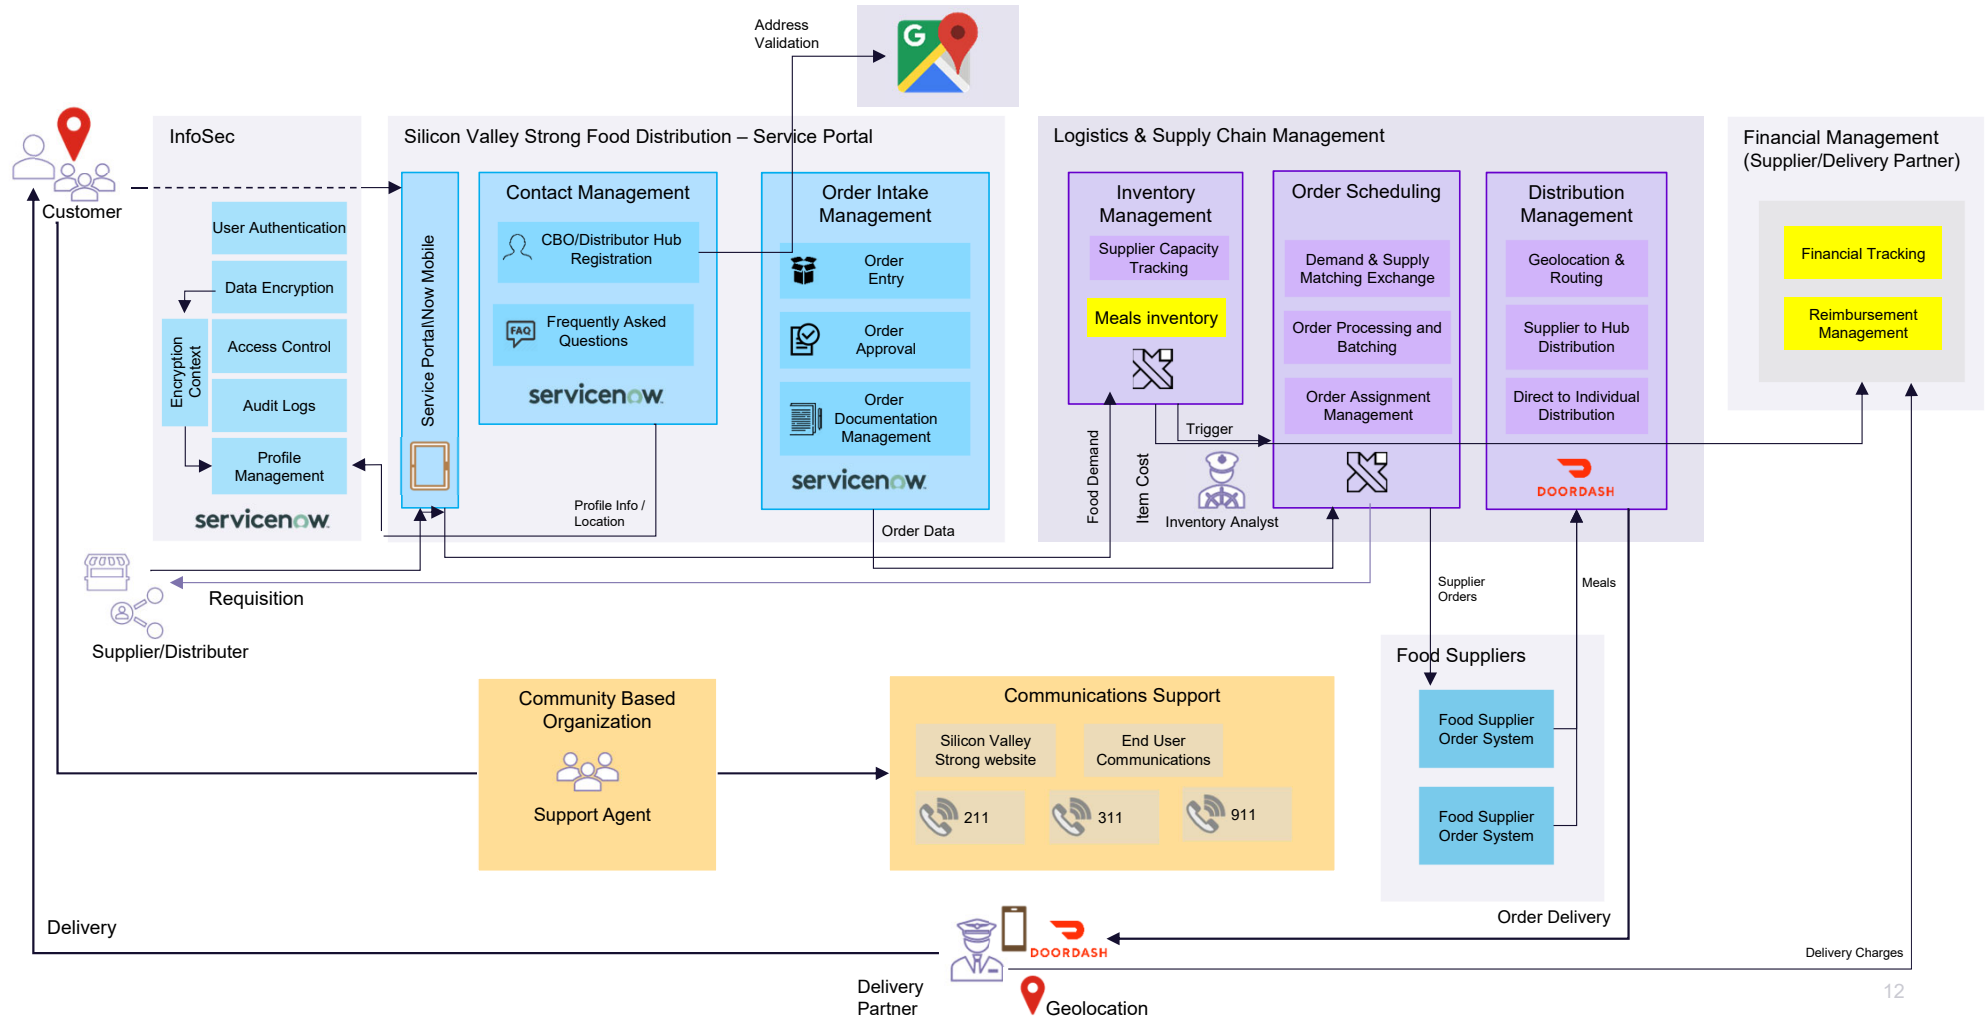 Address
Validation
G
InfoSec
Silicon Valley Strong Food Distribution – Service Portal
Logistics & Supply Chain Management
Financial Management
(Supplier/Delivery Partner)
Customer
User Authentication
Data Encryption
Encryption
Context
Access Control
Audit Logs
Profile
Management
servicenow
Service Portal\Now Mobile
Contact Management
CBO/Distributor Hub
Registration
FAQ
Frequently Asked
Questions
servicenow
Profile Info /
Location
Order Intake
Management
Order
Entry
Order
Approval
Order
Documentation
Management
servicenow
Order Data
Inventory
Management
Supplier Capacity
Tracking
Meals inventory
Food Demand
Item Cost
Trigger
Inventory Analyst
Order Scheduling
Demand & Supply
Matching Exchange
Order Processing and
Batching
Order Assignment
Management
Distribution
Management
Geolocation &
Routing
Supplier to Hub
Distribution
Direct to Individual
Distribution
DOORDASH
Financial Tracking
Reimbursement
Management
Requisition
Supplier/Distributer
Supplier
Orders
Meals
Food Suppliers
Food Supplier
Order System
Food Supplier
Order System
Community Based
Organization
Support Agent
Communications Support
Silicon Valley
Strong website
End User
Communications
211
311
911
Delivery
Order Delivery
DOORDASH
Delivery Charges
Delivery
Partner
Geolocation
12